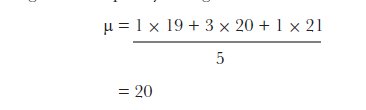 μ = 1 × 19 + 3 × 20 + 1 × 21
5
= 20